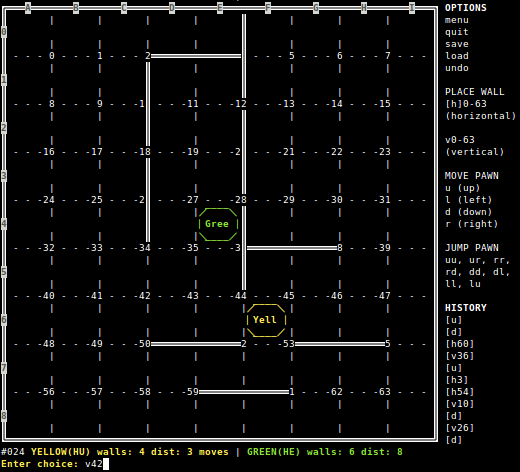 A B C D E F G H I
OPTIONS
menu
0
quit
save
- - - 0 - - - 1 - - - 2 - - - 5 - - - 6 - - - 7 - - -
load
undo
1
PLACE WALL
- - - 8 - - - 9 - - -1 - - -11 - - -12 - - -13 - - -14 - - -15 - - -
[h]0-63
(horizontal)
2
v0-63
- - -16 - - -17 - - -18 - - -19 - - -2 - - -21 - - -22 - - -23 - - -
(vertical)
3
MOVE PAWN
u (up)
- - -24 - - -25 - - -2 - - -27 - - -28 - - -29 - - -30 - - -31 - - -
l (left)
d (down)
4
Gree
r (right)
- - -32 - - -33 - - -34 - - -35 - - -3 8 - - -39 - - -
JUMP PAWN
uu, ur, rr,
5
rd, dd, dl,
ll, lu
- - -40 - - -41 - - -42 - - -43 - - -44 - -45 - - -46 - - -47 - - -
HISTORY
6
Yell
[u]
[d]
- - -48 - - -49 - - -50 2 - - -53 5 - - -
[h60]
[v36]
7
[u]
[h3]
- - -56 - - -57 - - -58 - - -59 1 - - -62 - - -63 - - -
[h54]
[v10]
8
[d]
[v26]
[d]
#024 YELLOW(HU) walls: 4 dist: 3 moves | GREEN(HE) walls: 6 dist: 8
Enter choice: v42